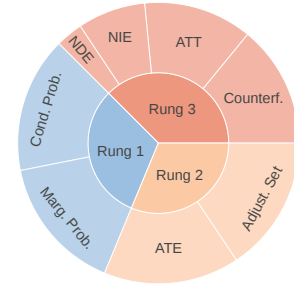 NDE
NIE
ATT
Counterf.
Cond. Prob.
Rung 3
Rung 1
Rung 2
Marg. Prob.
ATE
Adjust. Set